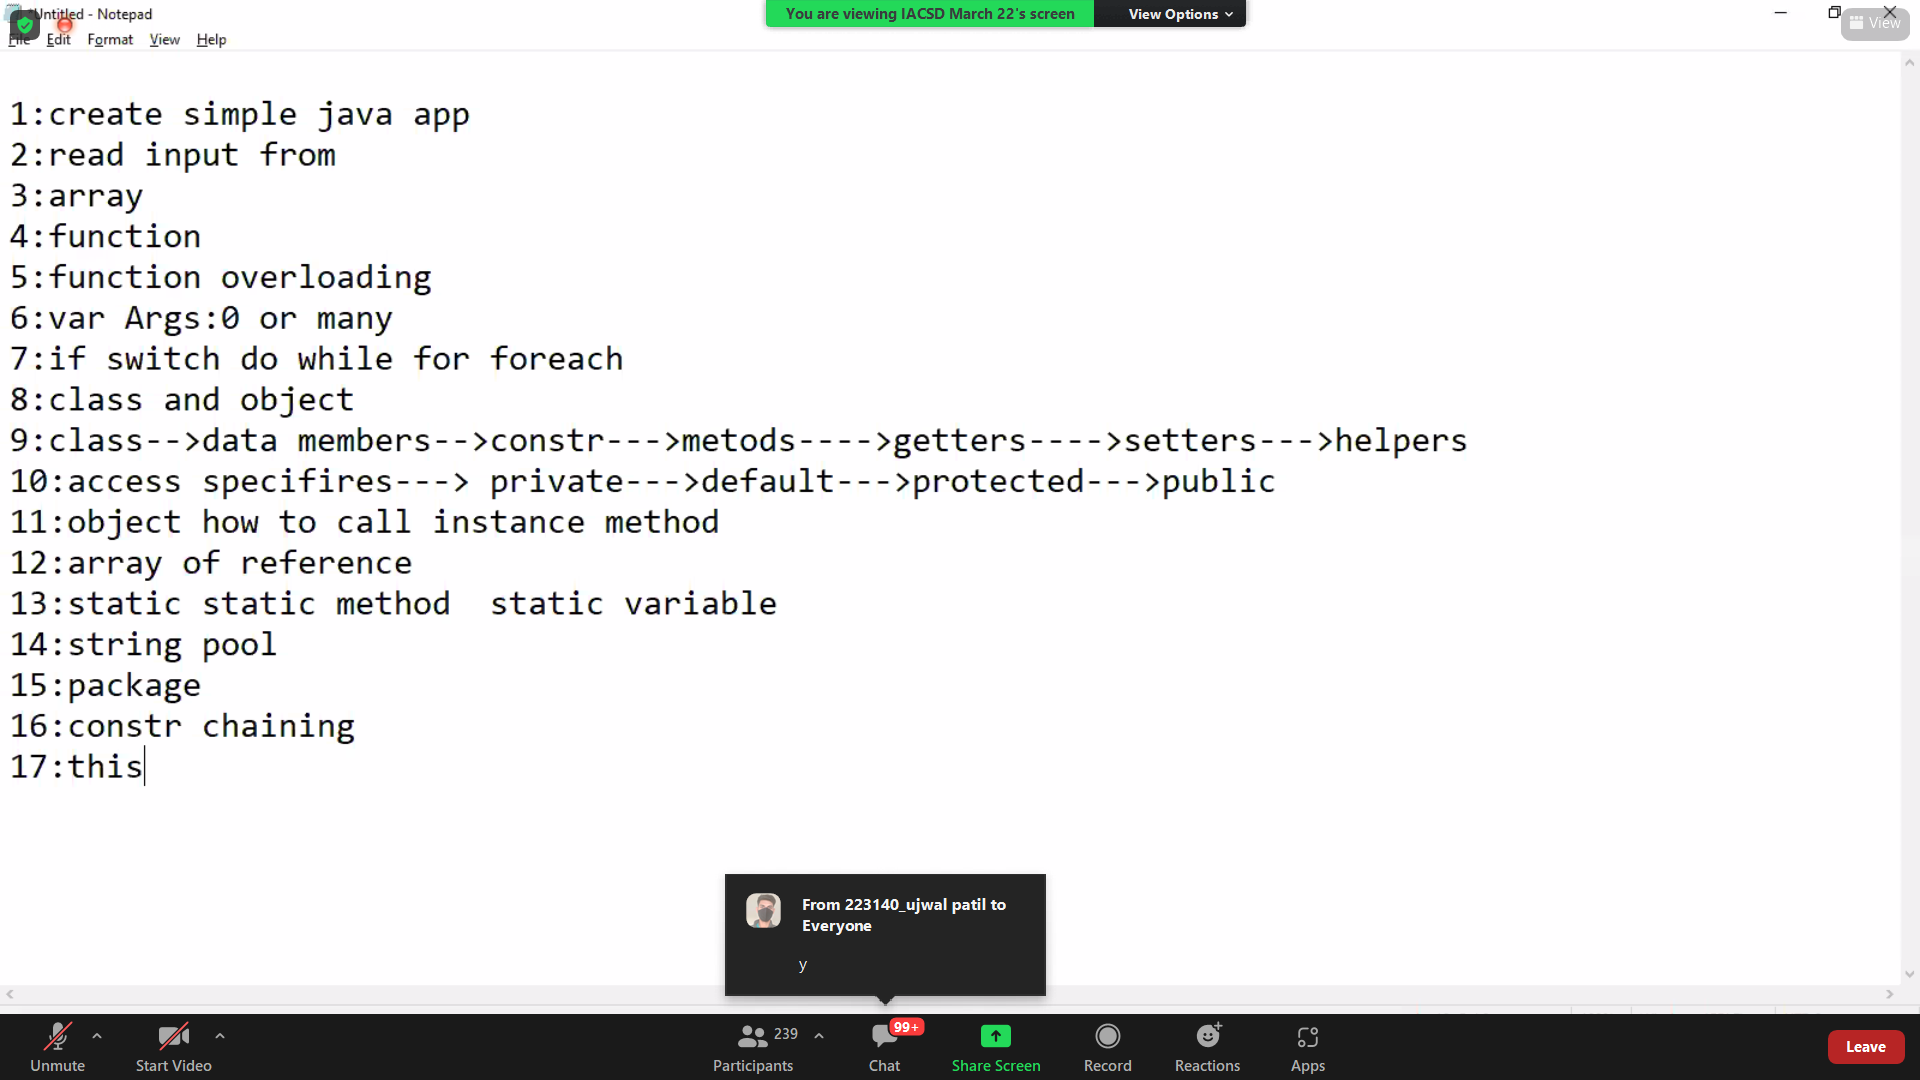 *Untitled - Notepad
You are viewing IACSD March 22's screen
View Options
View
File Edit Format View Help
1:create simple java app
2:read input from
3:array
4:function
5:function overloading
6:var Args:0 or many
7:if switch do while for foreach
8:class and object
9:class-->data members-->constr--->metods---->getters---->setters--->helpers
10:access specifires---> private--->default--->protected--->public
11:object how to call instance method
12:array of reference
13:static static method  static variable
14:string pool
15:package
16:constr chaining
17:this
From 223140_ujwal patil to
Everyone
y
239
99+
Unmute
Start Video
Participants
Chat
Share Screen
Record
Reactions
Apps
Leave